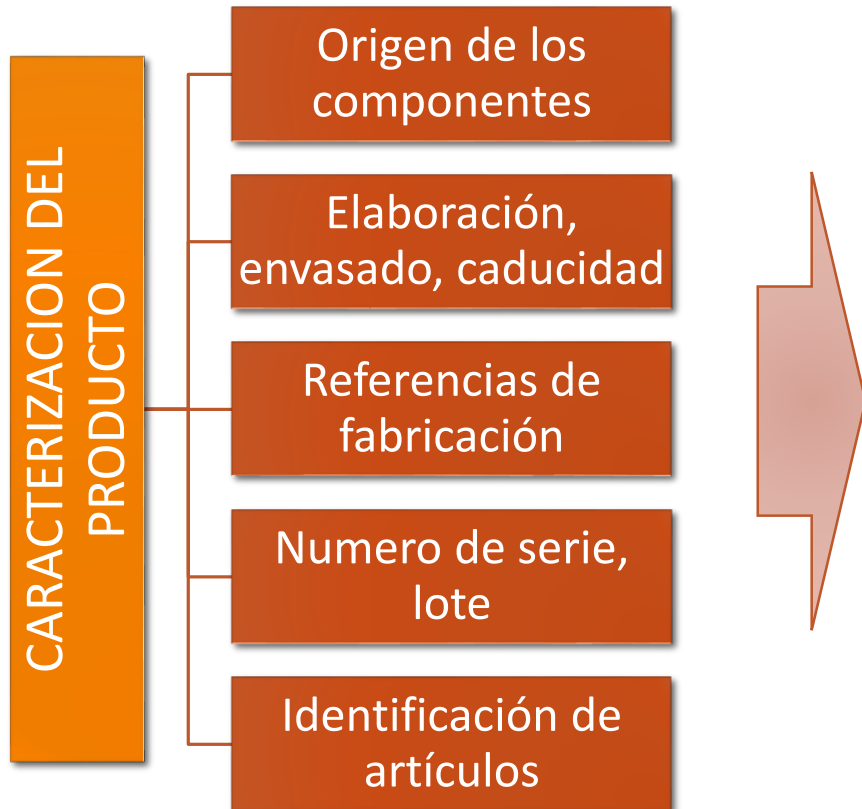 CARACTERIZACION DEL
PRODUCTO
Origen de los
componentes
Elaboración,
envasado, caducidad
Referencias de
fabricación
Numero de serie,
lote
Identificación de
artículos